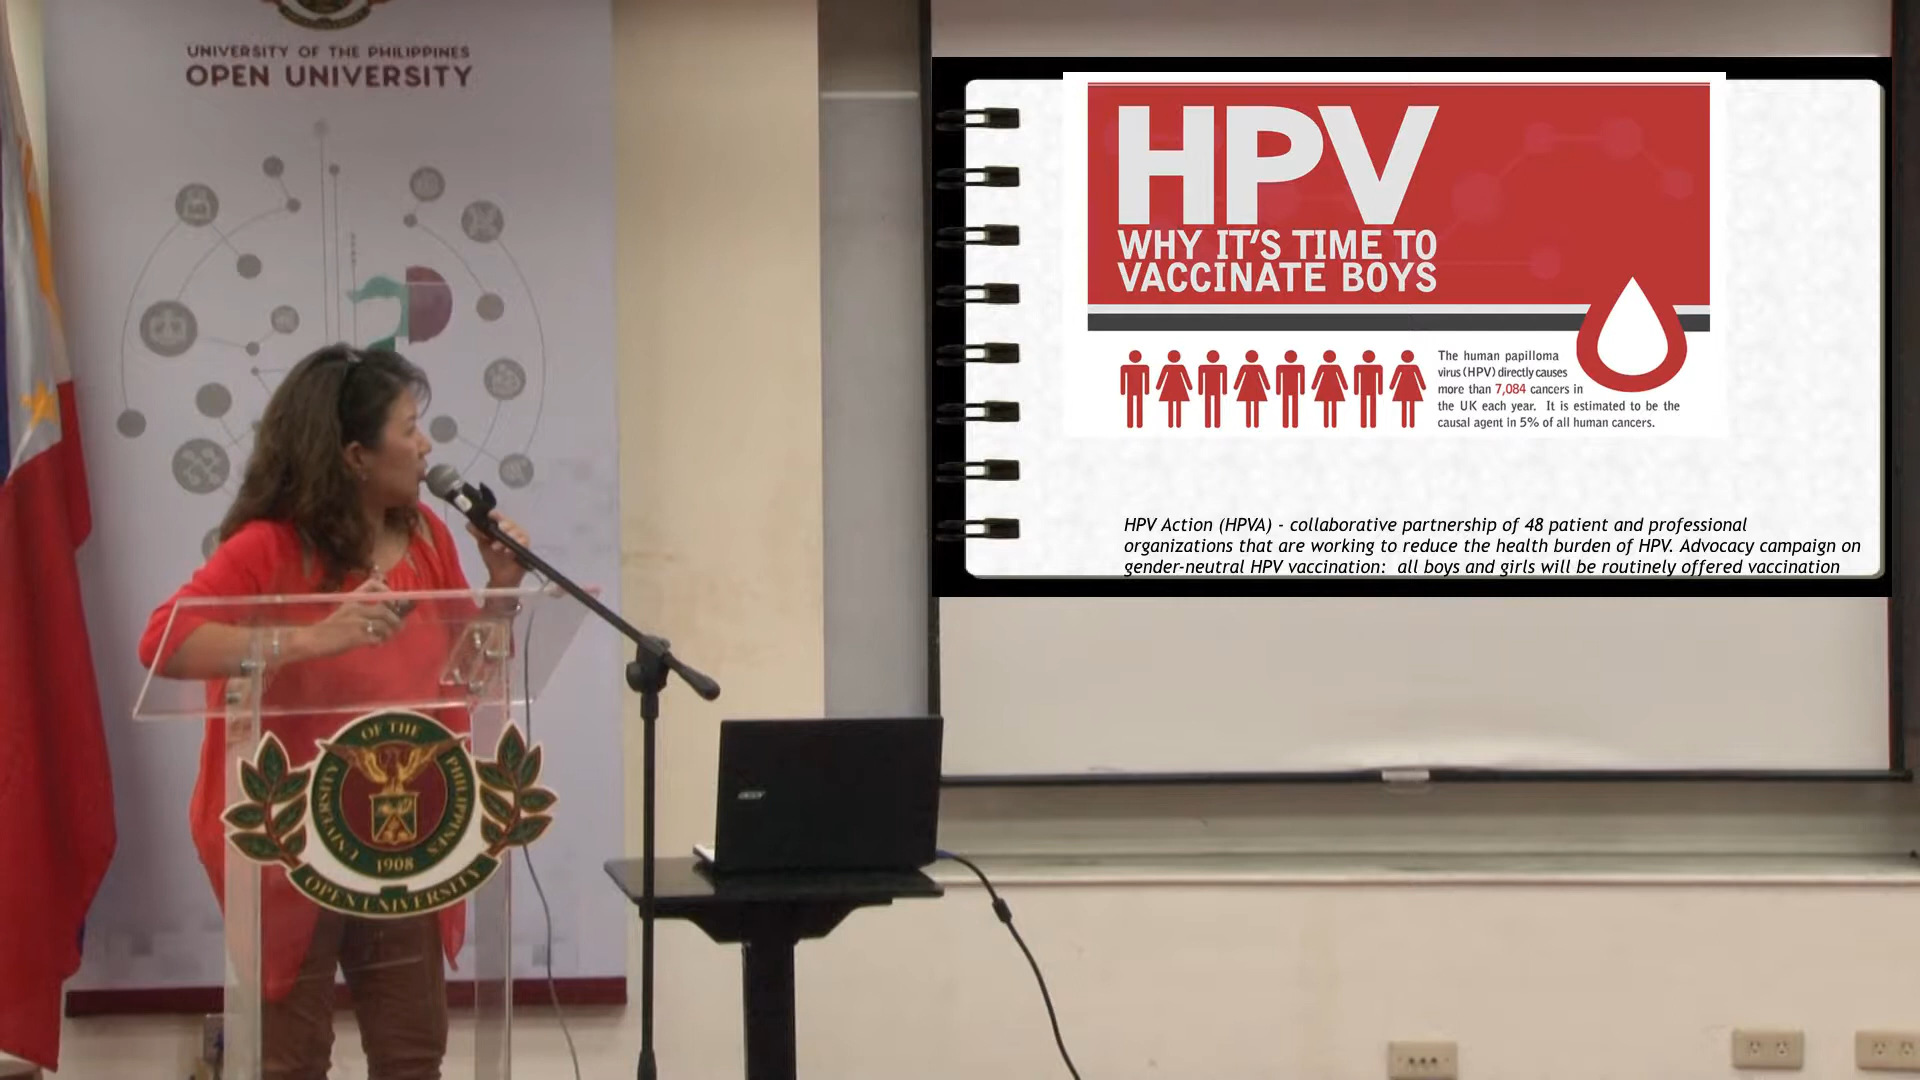 UNIVERSITY OF THE PHILIPPINES
OPEN UNIVERSITY
HPV
WHY IT'S TIME TO
VACCINATE BOYS
The human papilloma
virus (HPV) directly causes
more than 7,084 cancers in
the UK each year. It is estimated to be the
causal agent in 5% of all human cancers.
HPV Action (HPVA) - collaborative partnership of 48 patient and professional
organizations that are working to reduce the health burden of HPV. Advocacy campaign on
gender-neutral HPV vaccination: all boys and girls will be routinely offered vaccination
UNIVERSITY OF THE PHILIPPINES
1908
OPEN UNIVERSITY
acer